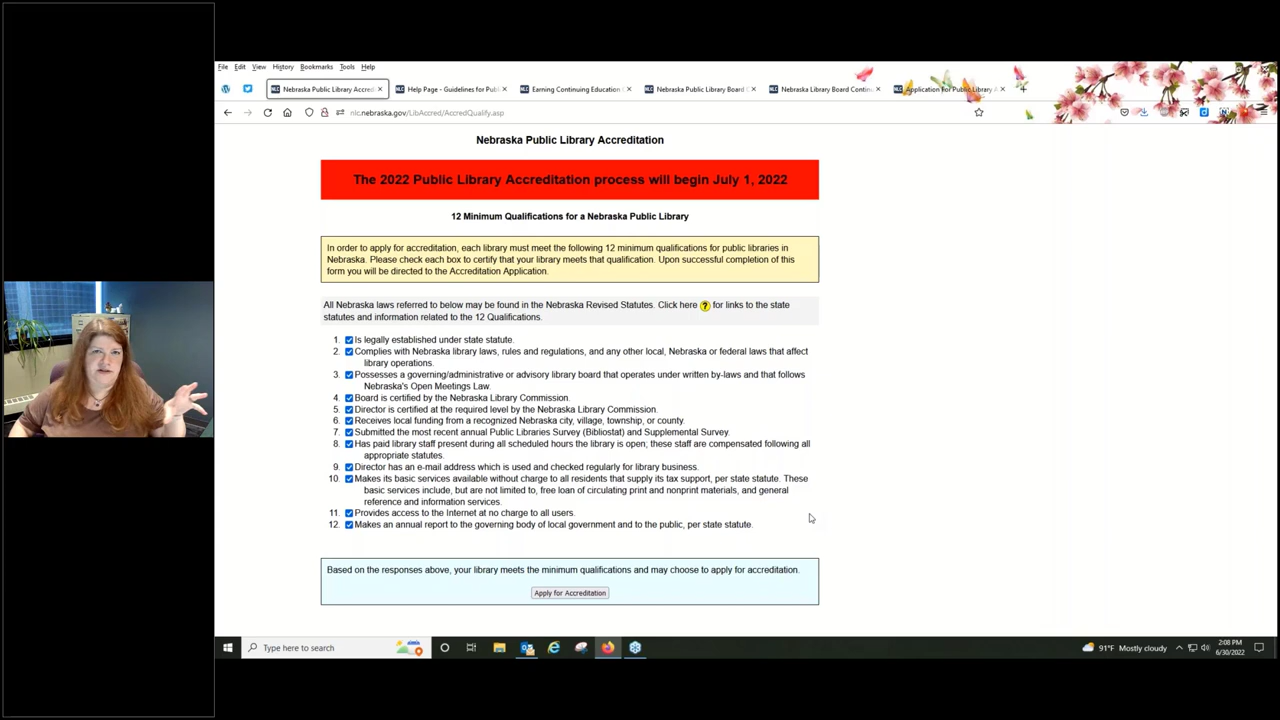 File Edit View History Bookmarks Tools Help
Nebraska Public Library Accred
Help Page - Guidelines for Publ
Earning Continuing Education
Nebraska Public Library Board C
Nebraska Library Board Continu
Application For Public Library A
nlc.nebraska.gov/LibAccred/AccredQualify.asp
Nebraska Public Library Accreditation
The 2022 Public Library Accreditation process will begin July 1, 2022
12 Minimum Qualifications for a Nebraska Public Library
In order to apply for accreditation, each library must meet the following 12 minimum qualifications for public libraries in
Nebraska. Please check each box to certify that your library meets that qualification. Upon successful completion of this
form you will be directed to the Accreditation Application.
All Nebraska laws referred to below may be found in the Nebraska Revised Statutes. Click here ? for links to the state
statutes and information related to the 12 Qualifications.
1. Is legally established under state statute.
2. Complies with Nebraska library laws, rules and regulations, and any other local, Nebraska or federal laws that affect
library operations.
3. Possesses a governing/administrative or advisory library board that operates under written by-laws and that follows
Nebraska's Open Meetings Law.
4. Board is certified by the Nebraska Library Commission.
5. Director is certified at the required level by the Nebraska Library Commission.
6. Receives local funding from a recognized Nebraska city, village, township, or county.
7. Submitted the most recent annual Public Libraries Survey (Bibliostat) and Supplemental Survey.
8. Has paid library staff present during all scheduled hours the library is open; these staff are compensated following all
appropriate statutes.
9. Director has an e-mail address which is used and checked regularly for library business.
10. Makes its basic services available without charge to all residents that supply its tax support, per state statute. These
basic services include, but are not limited to, free loan of circulating print and nonprint materials, and general
reference and information services.
11. Provides access to the Internet at no charge to all users.
12. Makes an annual report to the governing body of local government and to the public, per state statute.
Based on the responses above, your library meets the minimum qualifications and may choose to apply for accreditation.
Apply for Accreditation
Type here to search
91°F Mostly cloudy
2:08 PM
6/30/2022